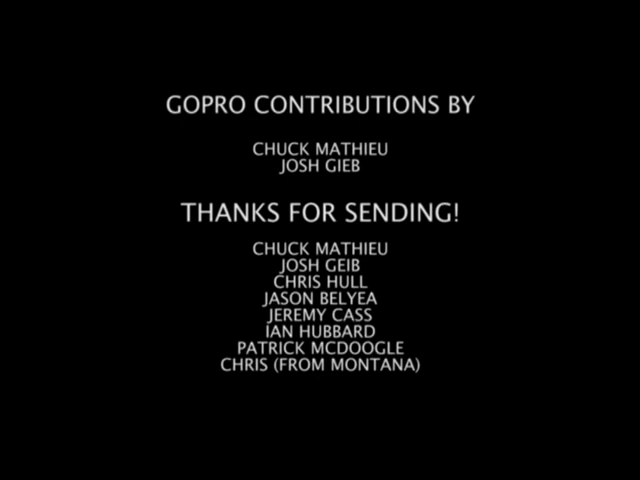 GOPRO CONTRIBUTIONS BY
CHUCK MATHIEU
JOSH GIEB
THANKS FOR SENDING!
CHUCK MATHIEU
JOSH GEIB
CHRIS HULL
JASON BELYEA
JEREMY CASS
IAN HUBBARD
PATRICK MCDOOGLE
CHRIS (FROM MONTANA)